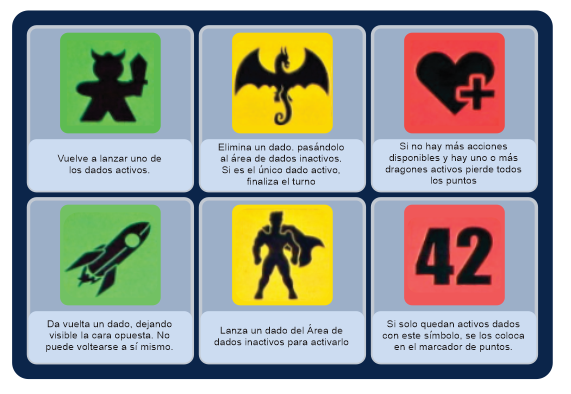 Vuelve a lanzar uno de
los dados activos.
Elimina un dado. pasándolo
al área de dados inactivos.
Si es el único dado activo,
finaliza el turno
Si no hay más acciones
disponibles y hay uno o más
dragones activos pierde todos
los puntos
Da vuelta un dado, dejando
visible la cara opuesta. No
puede voltearse a sí mismo.
Lanza un dado del Área de
dados inactivos para activarlo
42
Si solo quedan activos dados
con este símbolo, se los coloca
en el marcador de puntos.